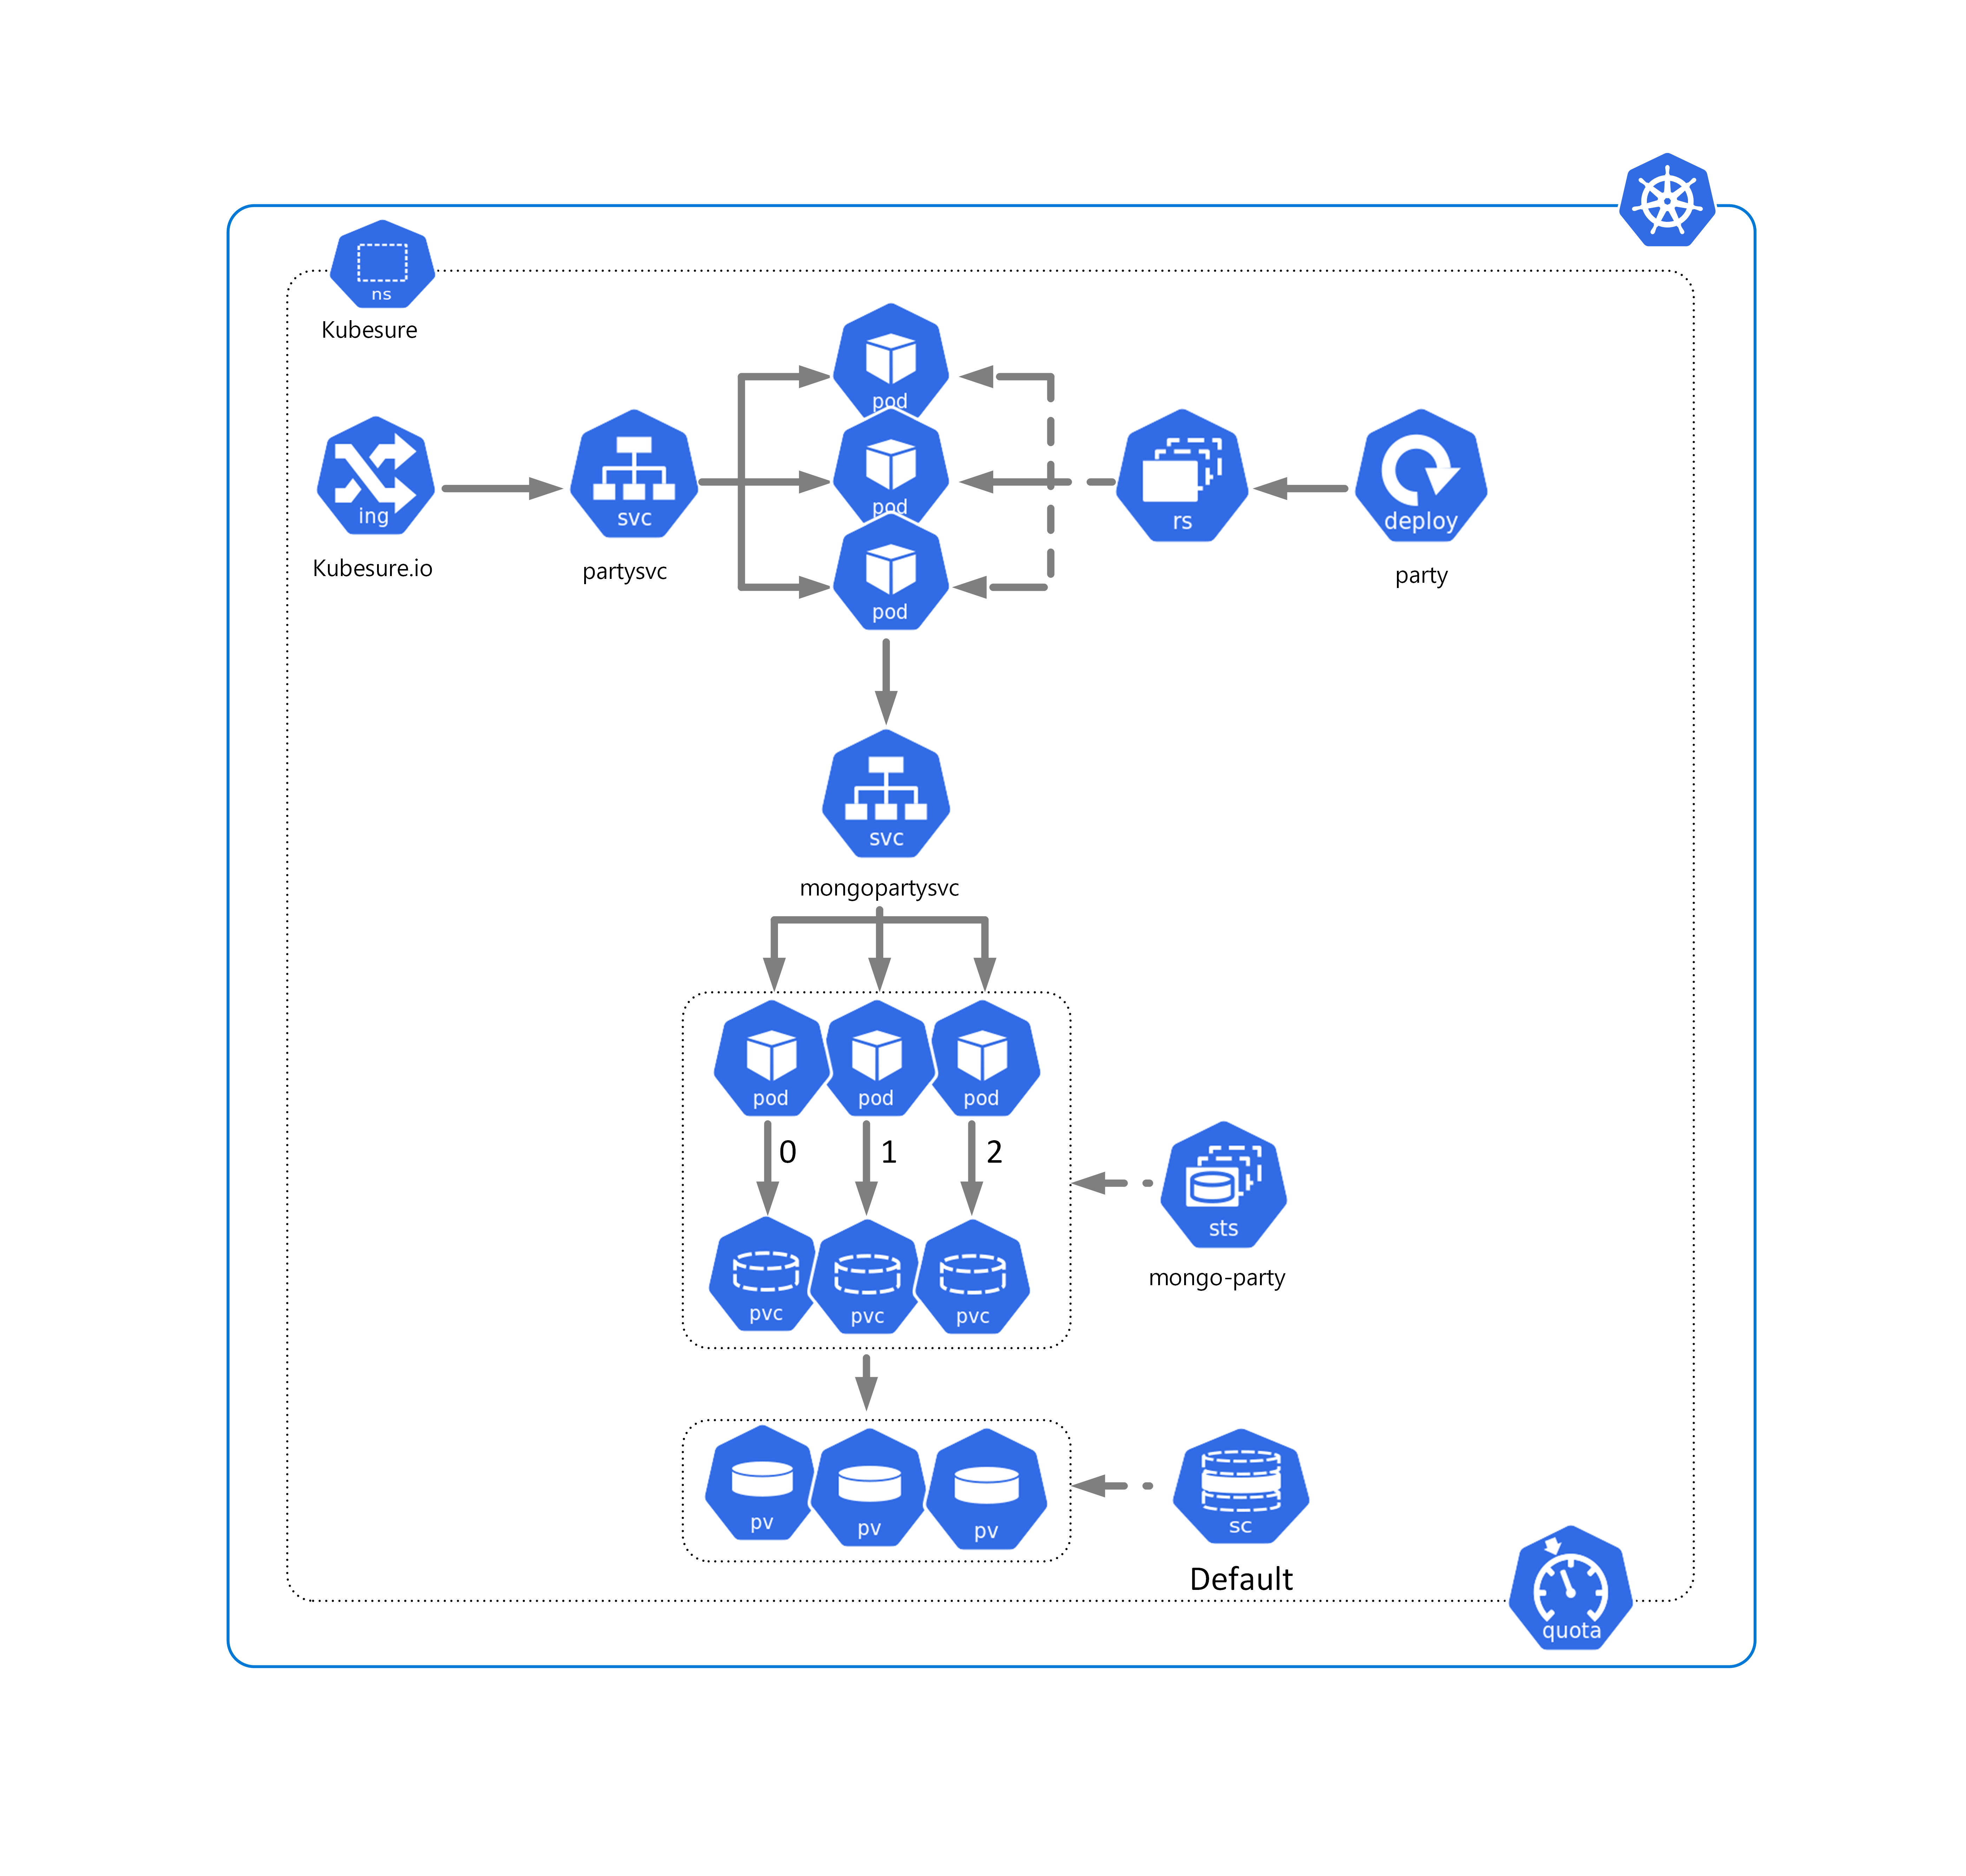 ns
Kubesure
pod
pod
pod
ing
Kubesure.io
svc
partysvc
rs
deploy
party
svc
mongopartysvc
pod
pod
pod
0
1
2
pvc
pvc
pvc
sts
mongo-party
pv
pv
pv
sc
Default
quota